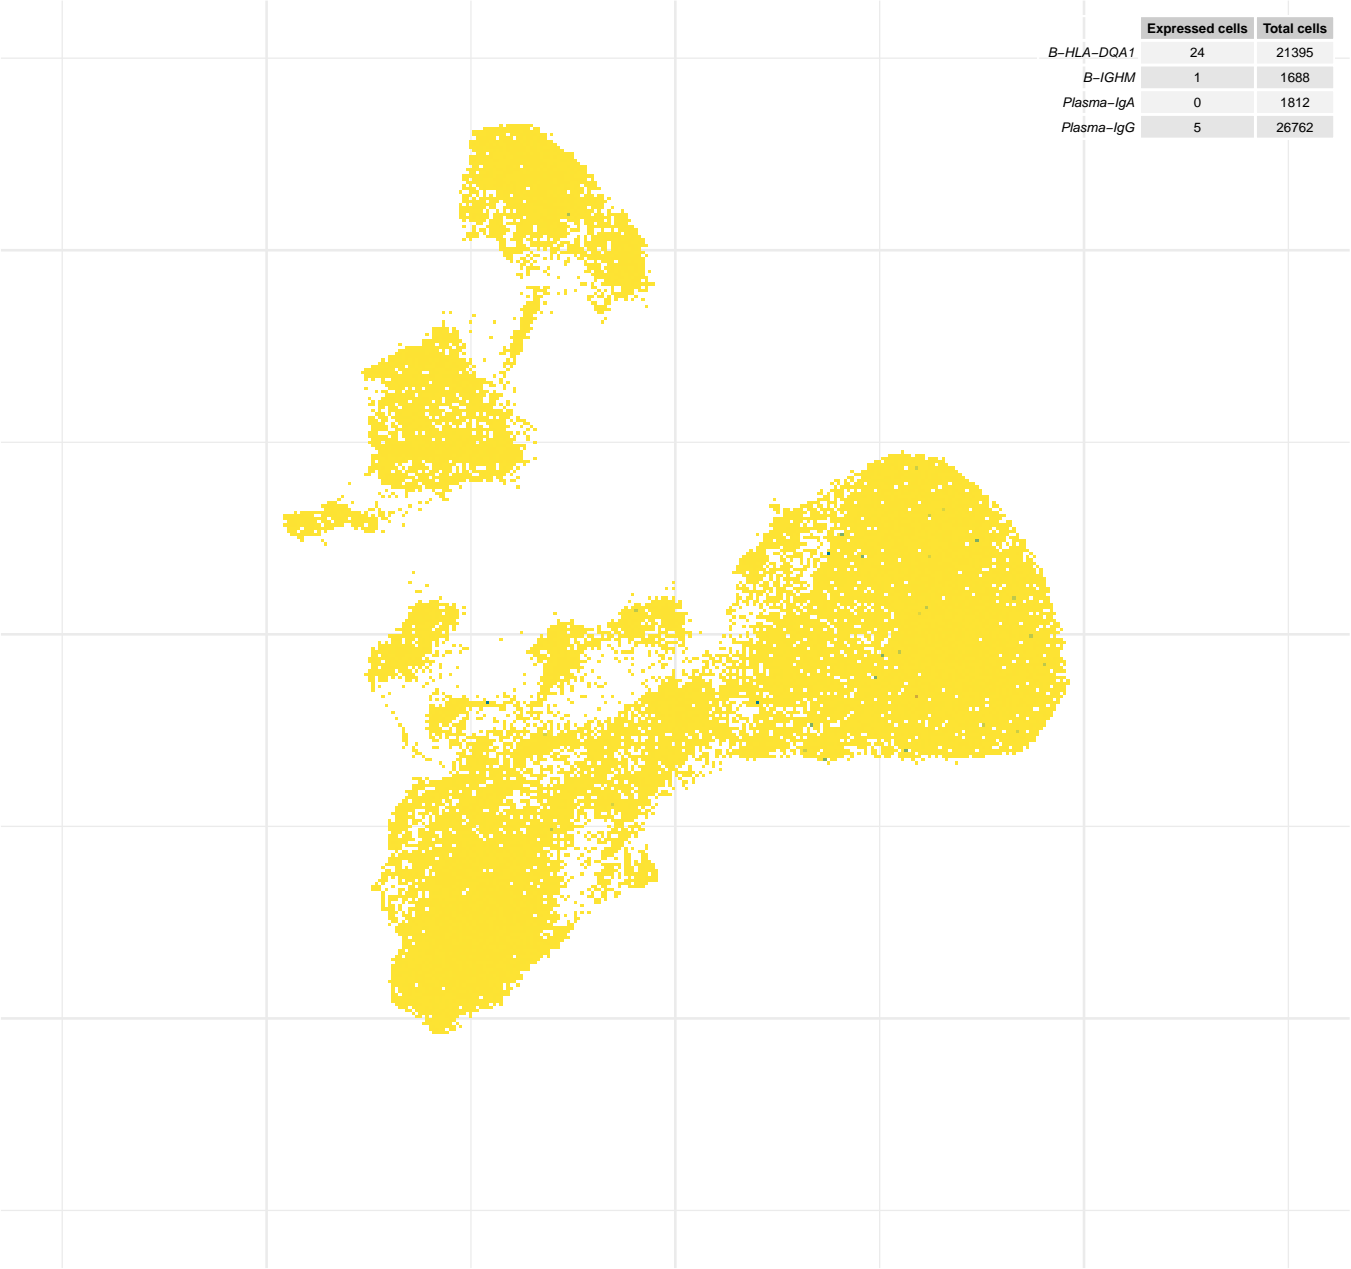 Expressed cells Total cells
B−HLA−DQA1 24 21395
B−IGHM 1 1688
Plasma−IgA 0 1812
Plasma−IgG 5 26762